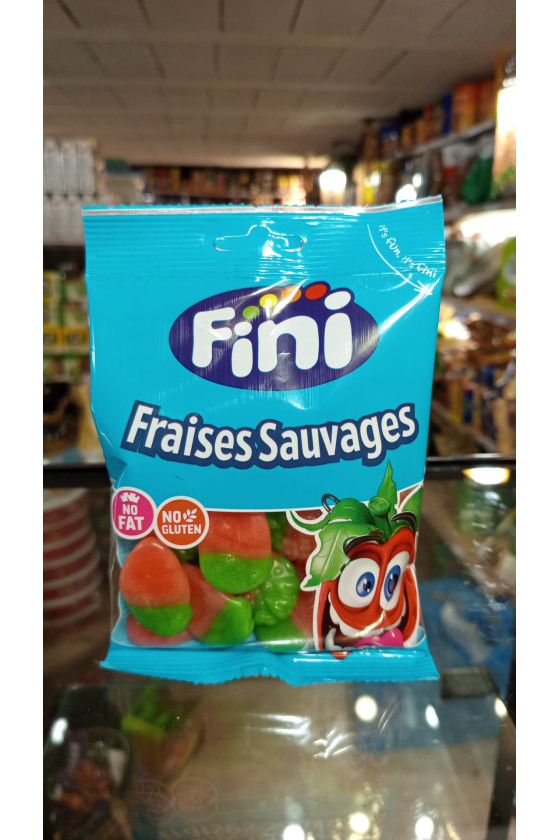 it's fun, it's Fini
Fini
Fraises Sauvages
NO
FAT
NO
GLUTEN